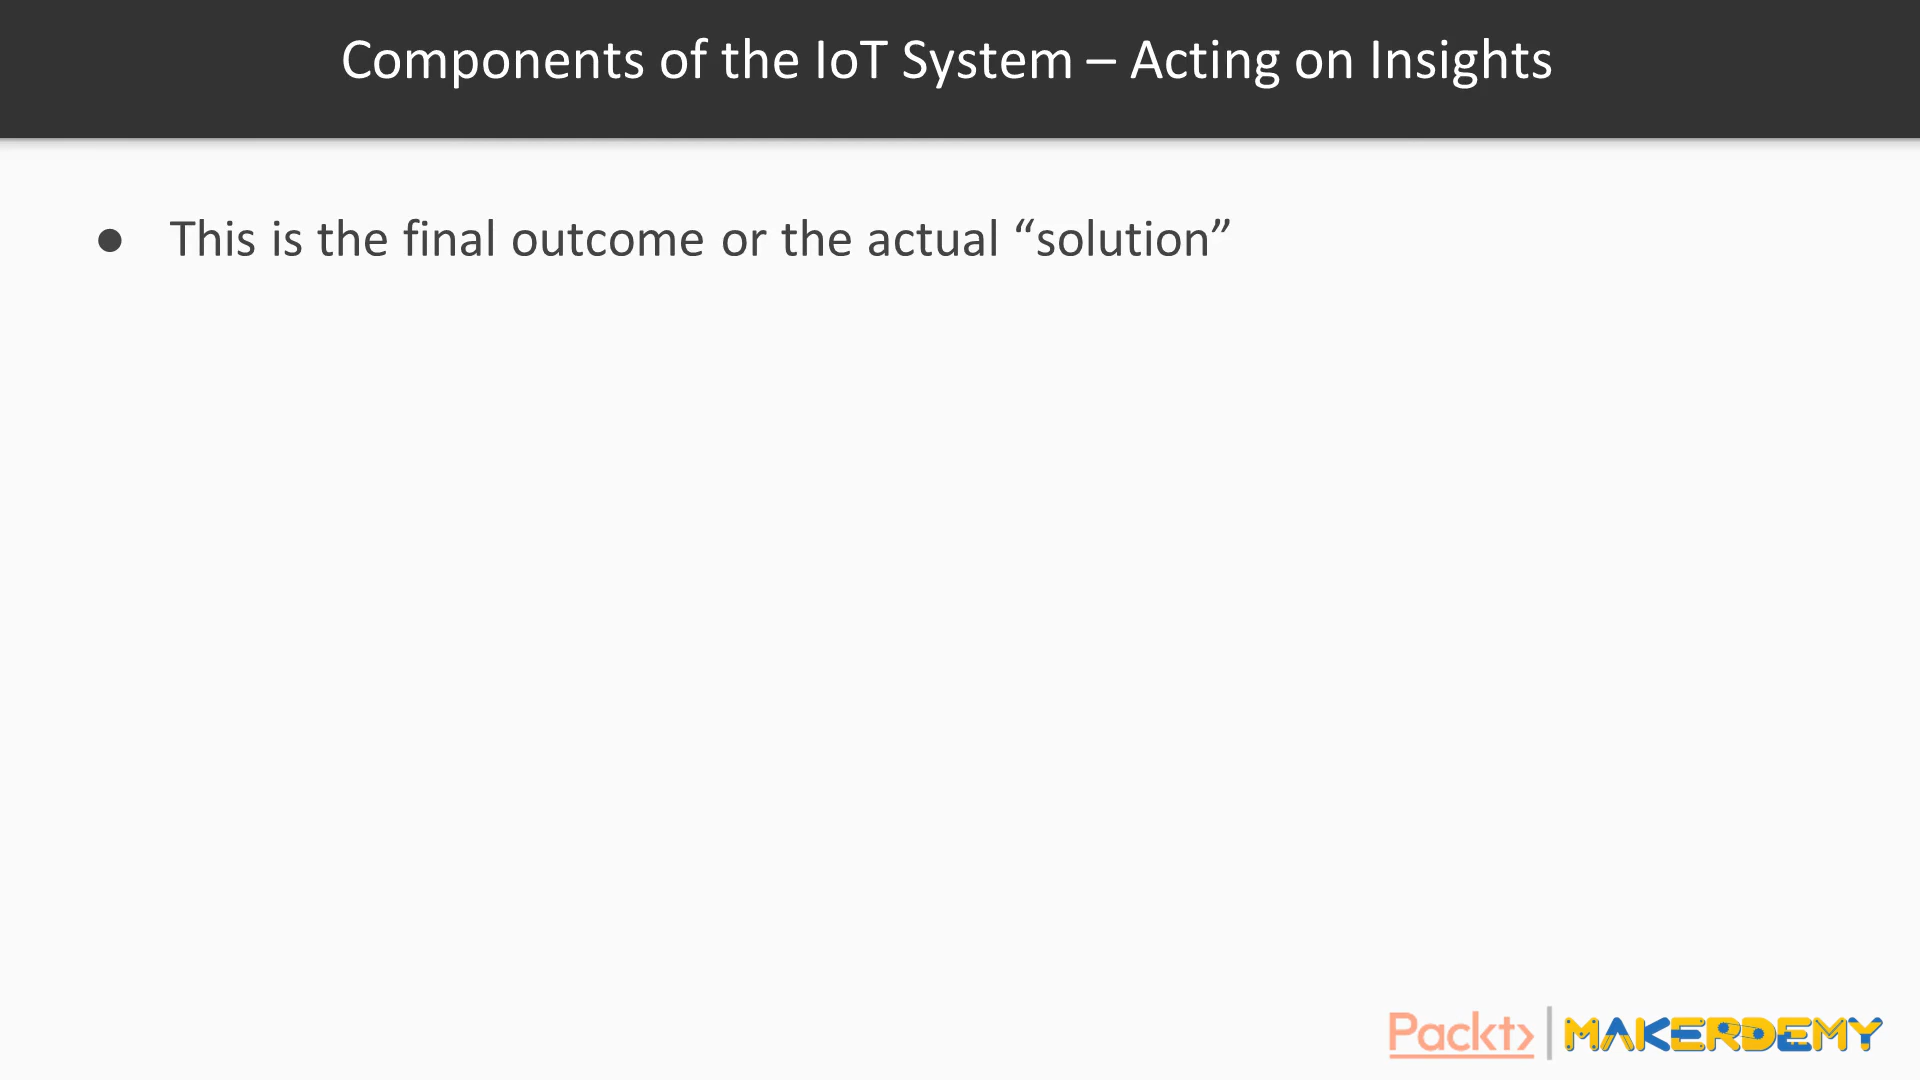 Components of the IoT System – Acting on Insights
● This is the final outcome or the actual “solution”
Packt> | MAKERDEMY